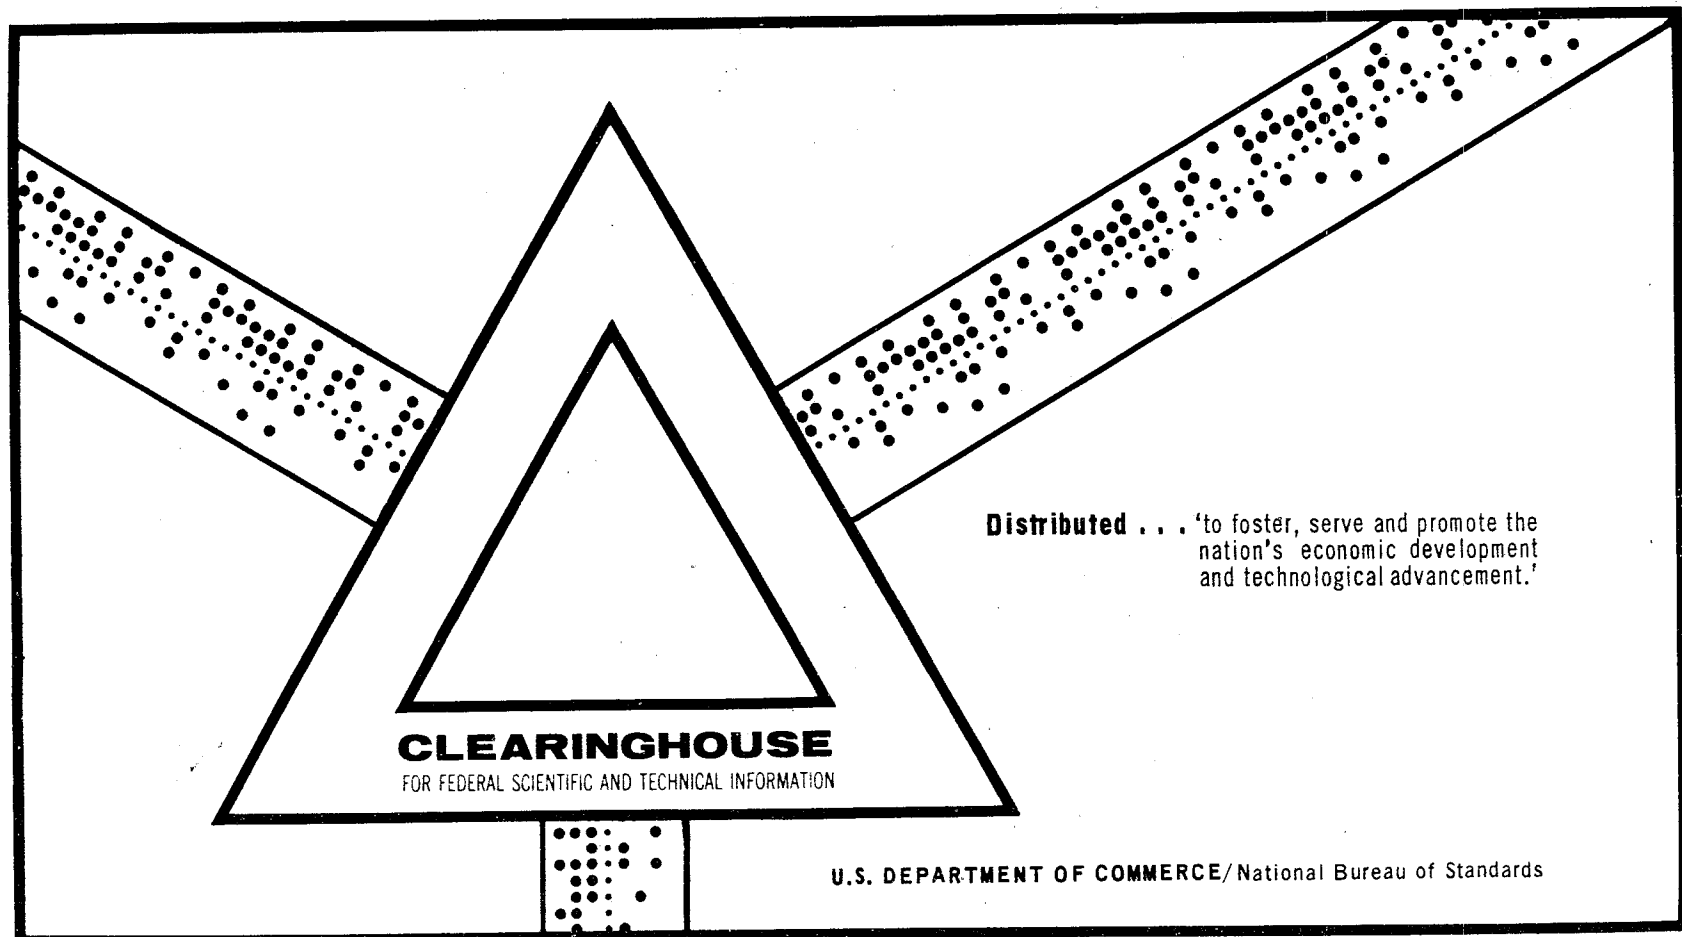 Distributed . . . 'to foster, serve and promote the
nation's economic development
and technological advancement.'
CLEARINGHOUSE
FOR FEDERAL SCIENTIFIC AND TECHNICAL INFORMATION
U.S. DEPARTMENT OF COMMERCE/National Bureau of Standards